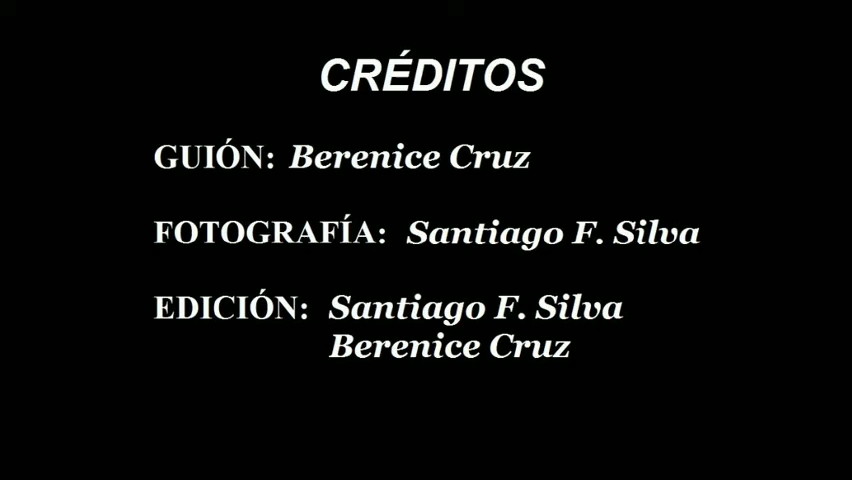 CRÉDITOS
GUIÓN: Berenice Cruz
FOTOGRAFÍA: Santiago F. Silva
EDICIÓN: Santiago F. Silva
Berenice Cruz